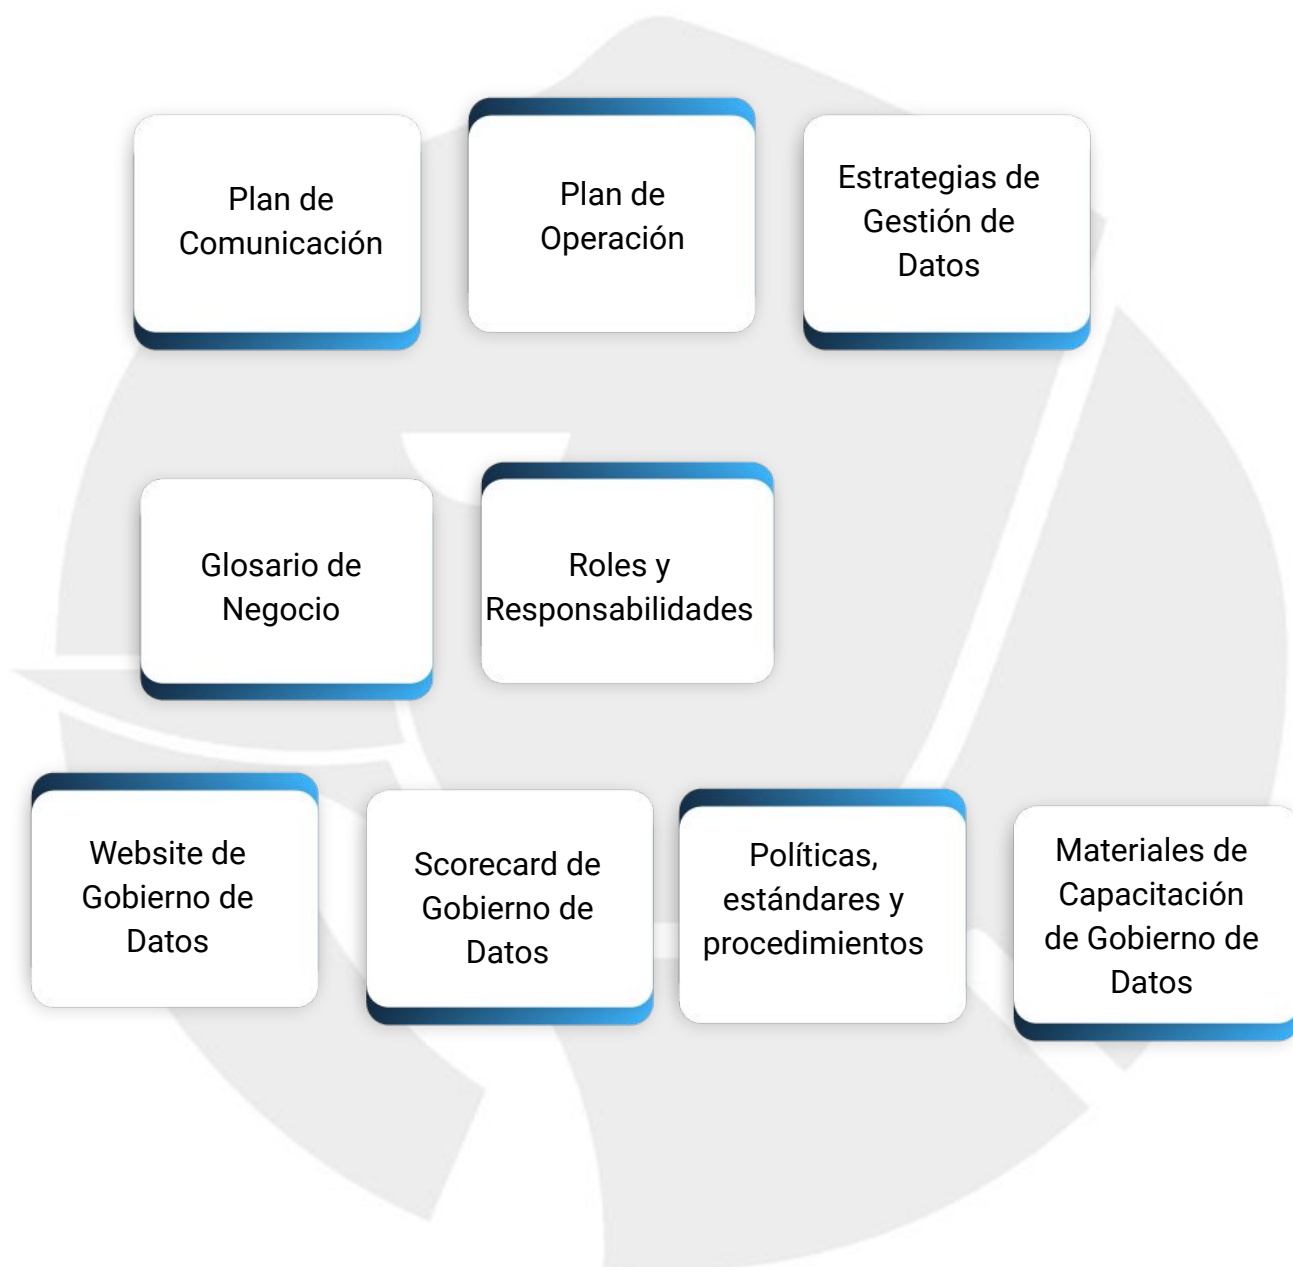 Plan de
Comunicación
Plan de
Operación
Estrategias de
Gestión de
Datos
Glosario de
Negocio
Roles y
Responsabilidades
Website de
Gobierno de
Datos
Scorecard de
Gobierno de
Datos
Políticas,
estándares y
procedimientos
Materiales de
Capacitación
de Gobierno de
Datos